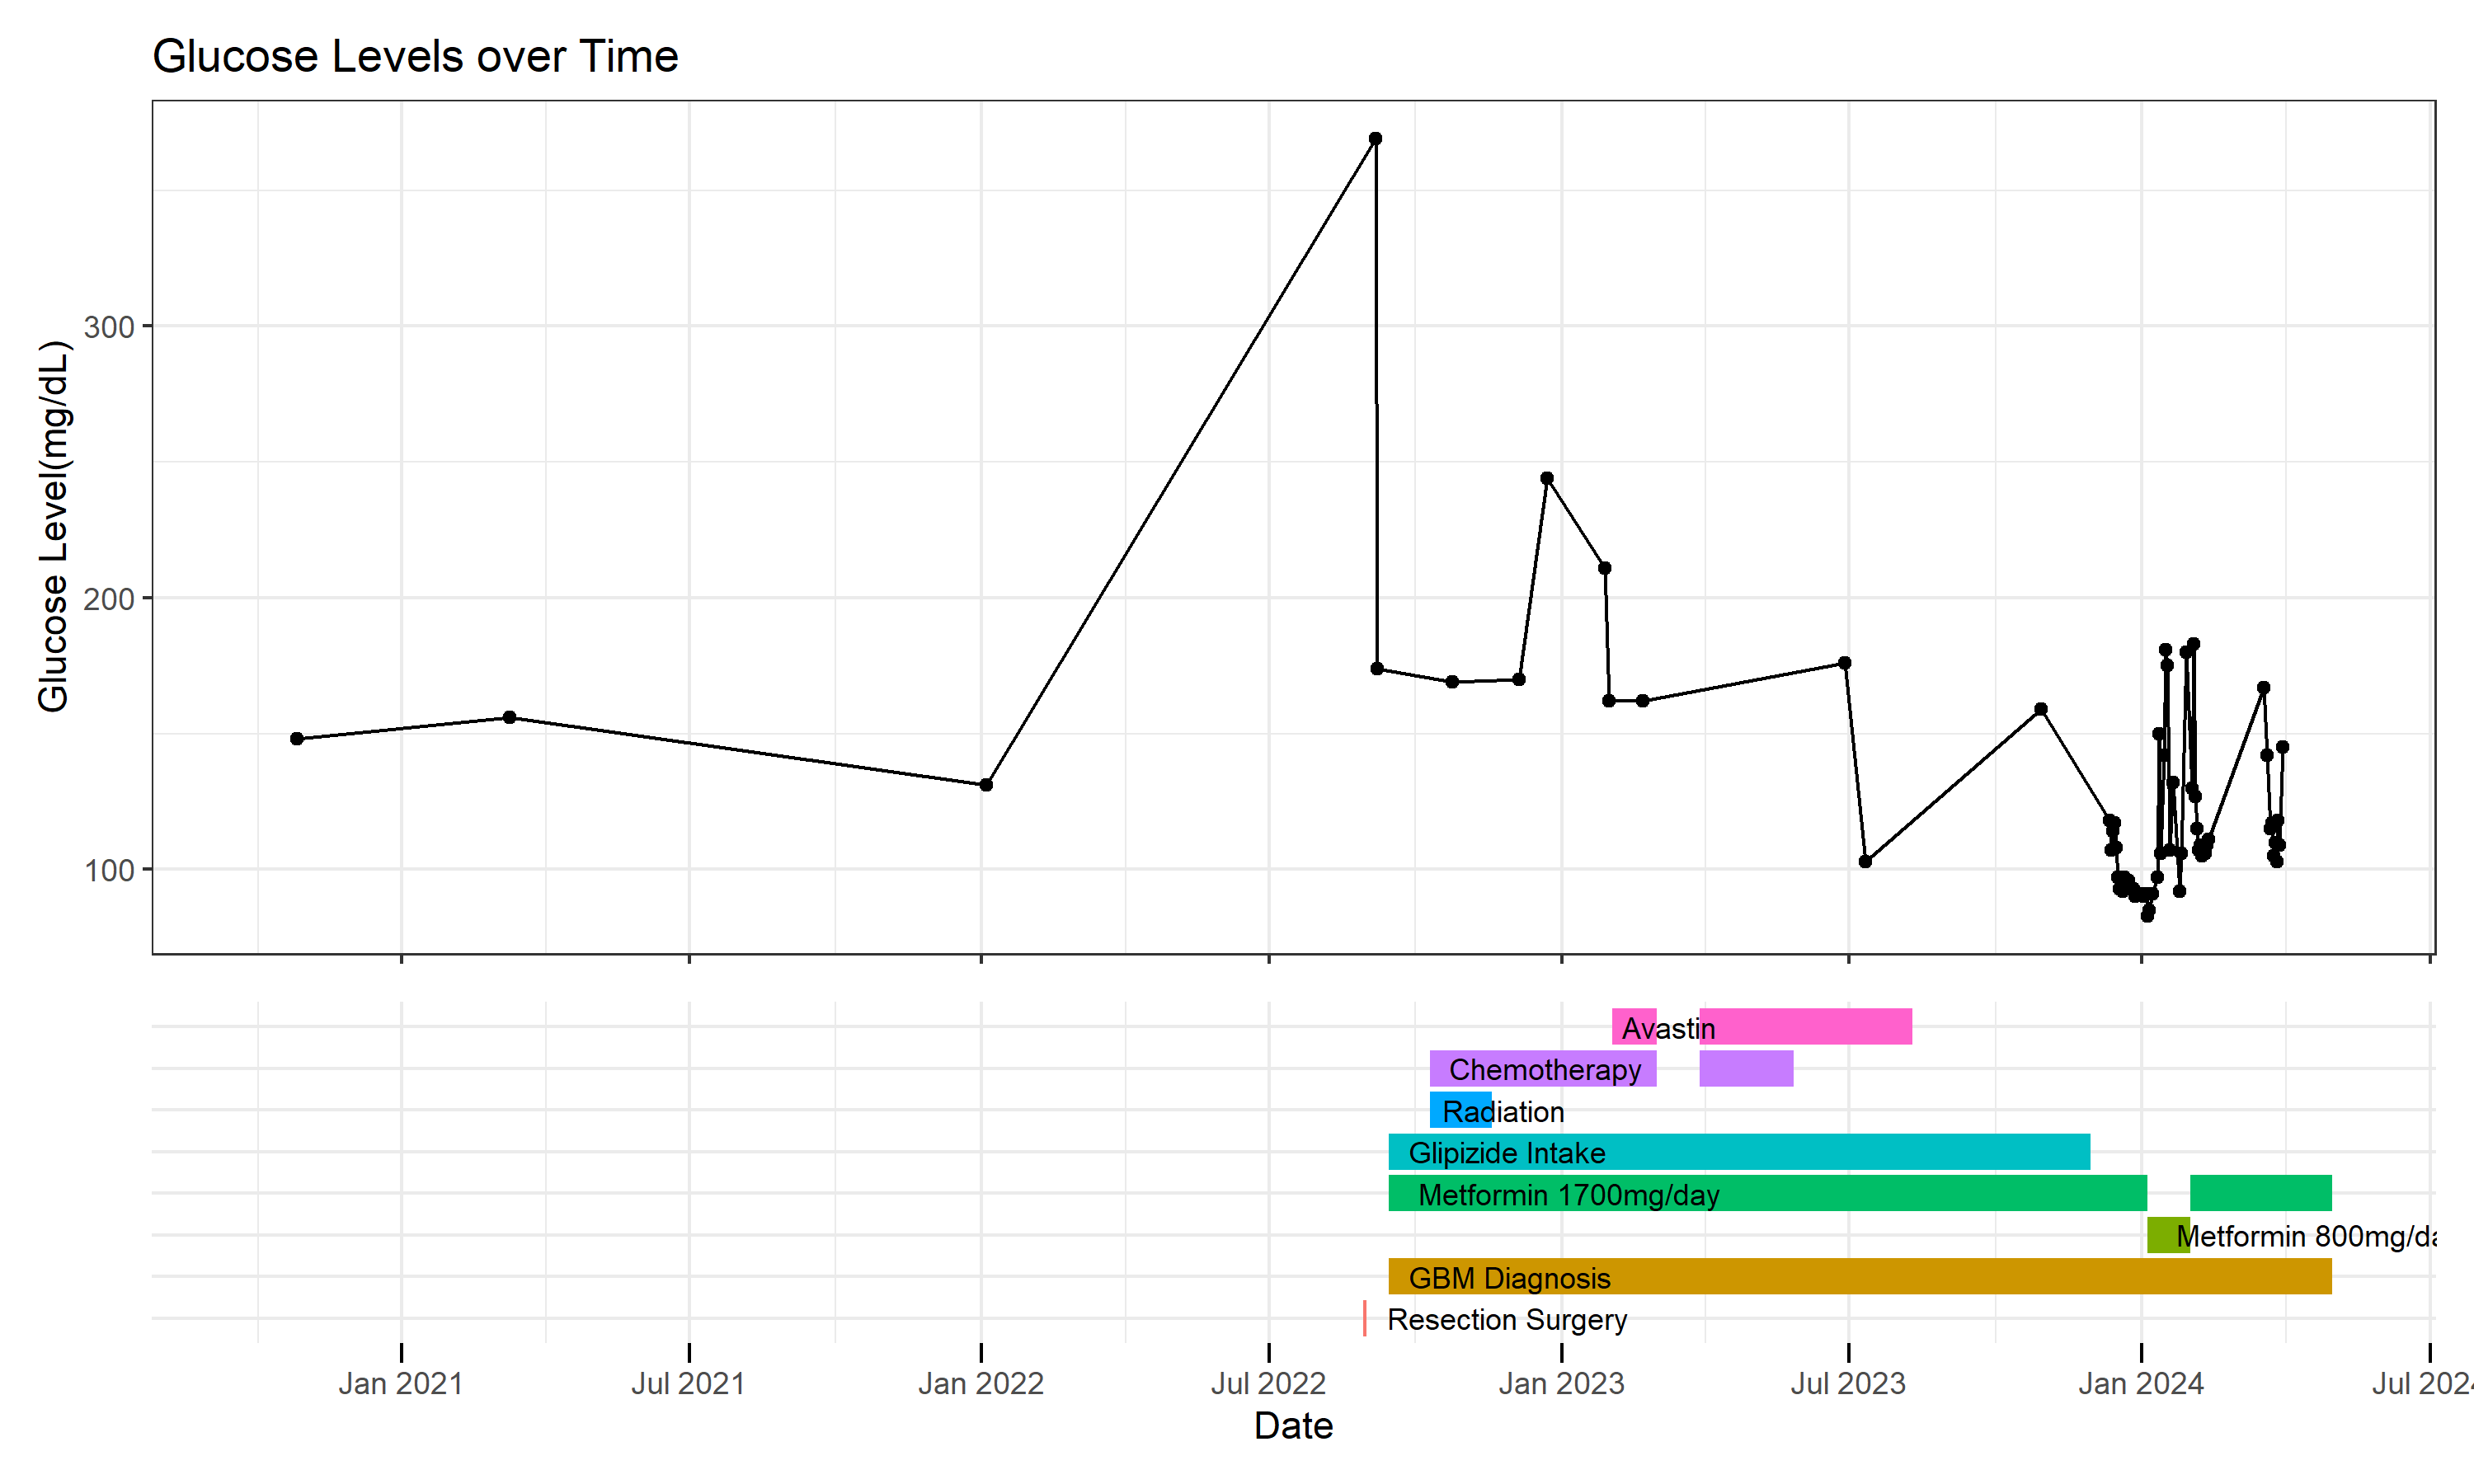 Glucose Levels over Time
Glucose Level(mg/dL)
300
200
100
Avastin
Chemotherapy
Radiation
Glipizide Intake
Metformin 1700mg/day
Metformin 800mg/da
GBM Diagnosis
Resection Surgery
Jan 2021 Jul 2021 Jan 2022 Jul 2022 Jan 2023 Jul 2023 Jan 2024 Jul 2024
Date